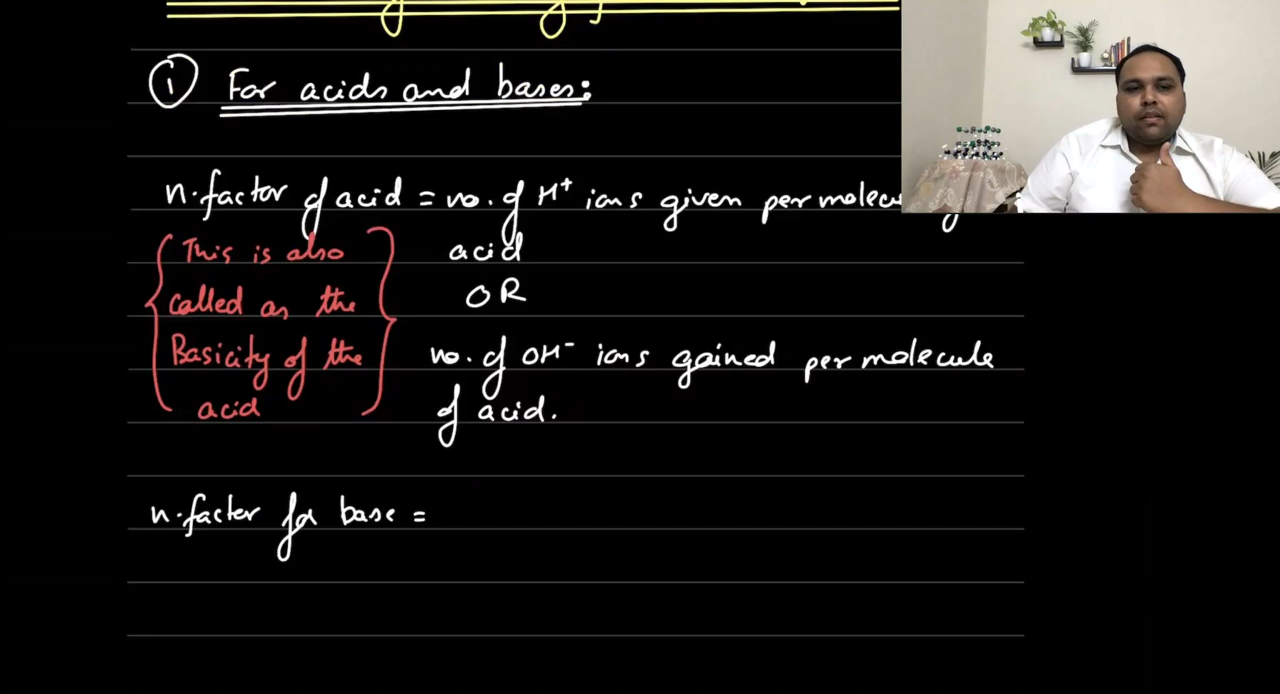 ① For acids and bases:
n.factor of acid = no. of H⁺ ions given per
{This is also
called as the
Basicity of the
acid}
acid
OR
no. of OH⁻ ions gained per molecule
of acid.
n.factor for base =